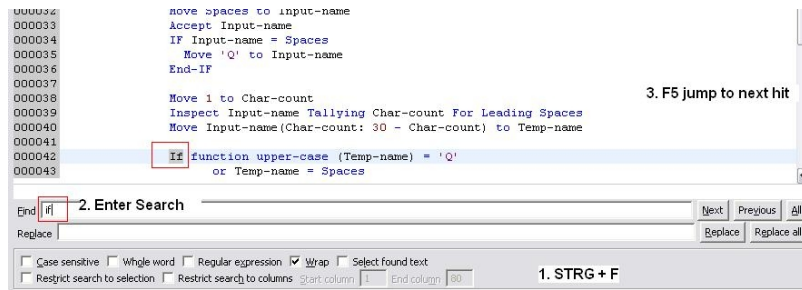 000032 Move Spaces to Input-name
000033 Accept Input-name
000034 IF Input-name = Spaces
000035 Move 'Q' to Input-name
000036 End-IF
000037
000038 Move 1 to Char-count
3. F5 jump to next hit
000039 Inspect Input-name Tallying Char-count For Leading Spaces
000040 Move Input-name(Char-count: 30 - Char-count) to Temp-name
000041
000042 If function upper-case (Temp-name) = 'Q'
000043 or Temp-name = Spaces
Find if 2. Enter Search Next Previous All
Replace Replace Replace all
Case sensitive Whole word Regular expression Wrap Select found text
Restrict search to selection Restrict search to columns Start column 1 End column 80 1. STRG + F